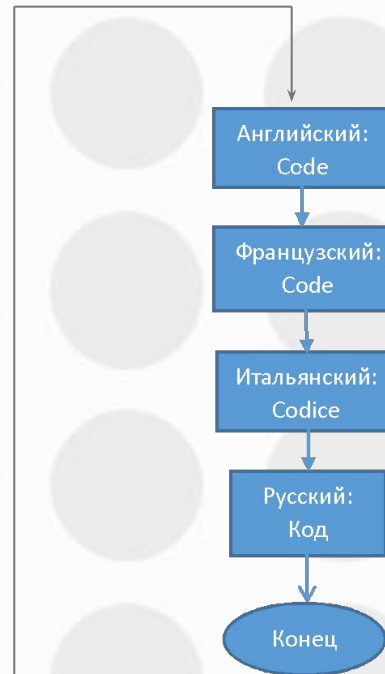 Английский:
Code
Французский:
Code
Итальянский:
Codice
Русский:
Код
Конец